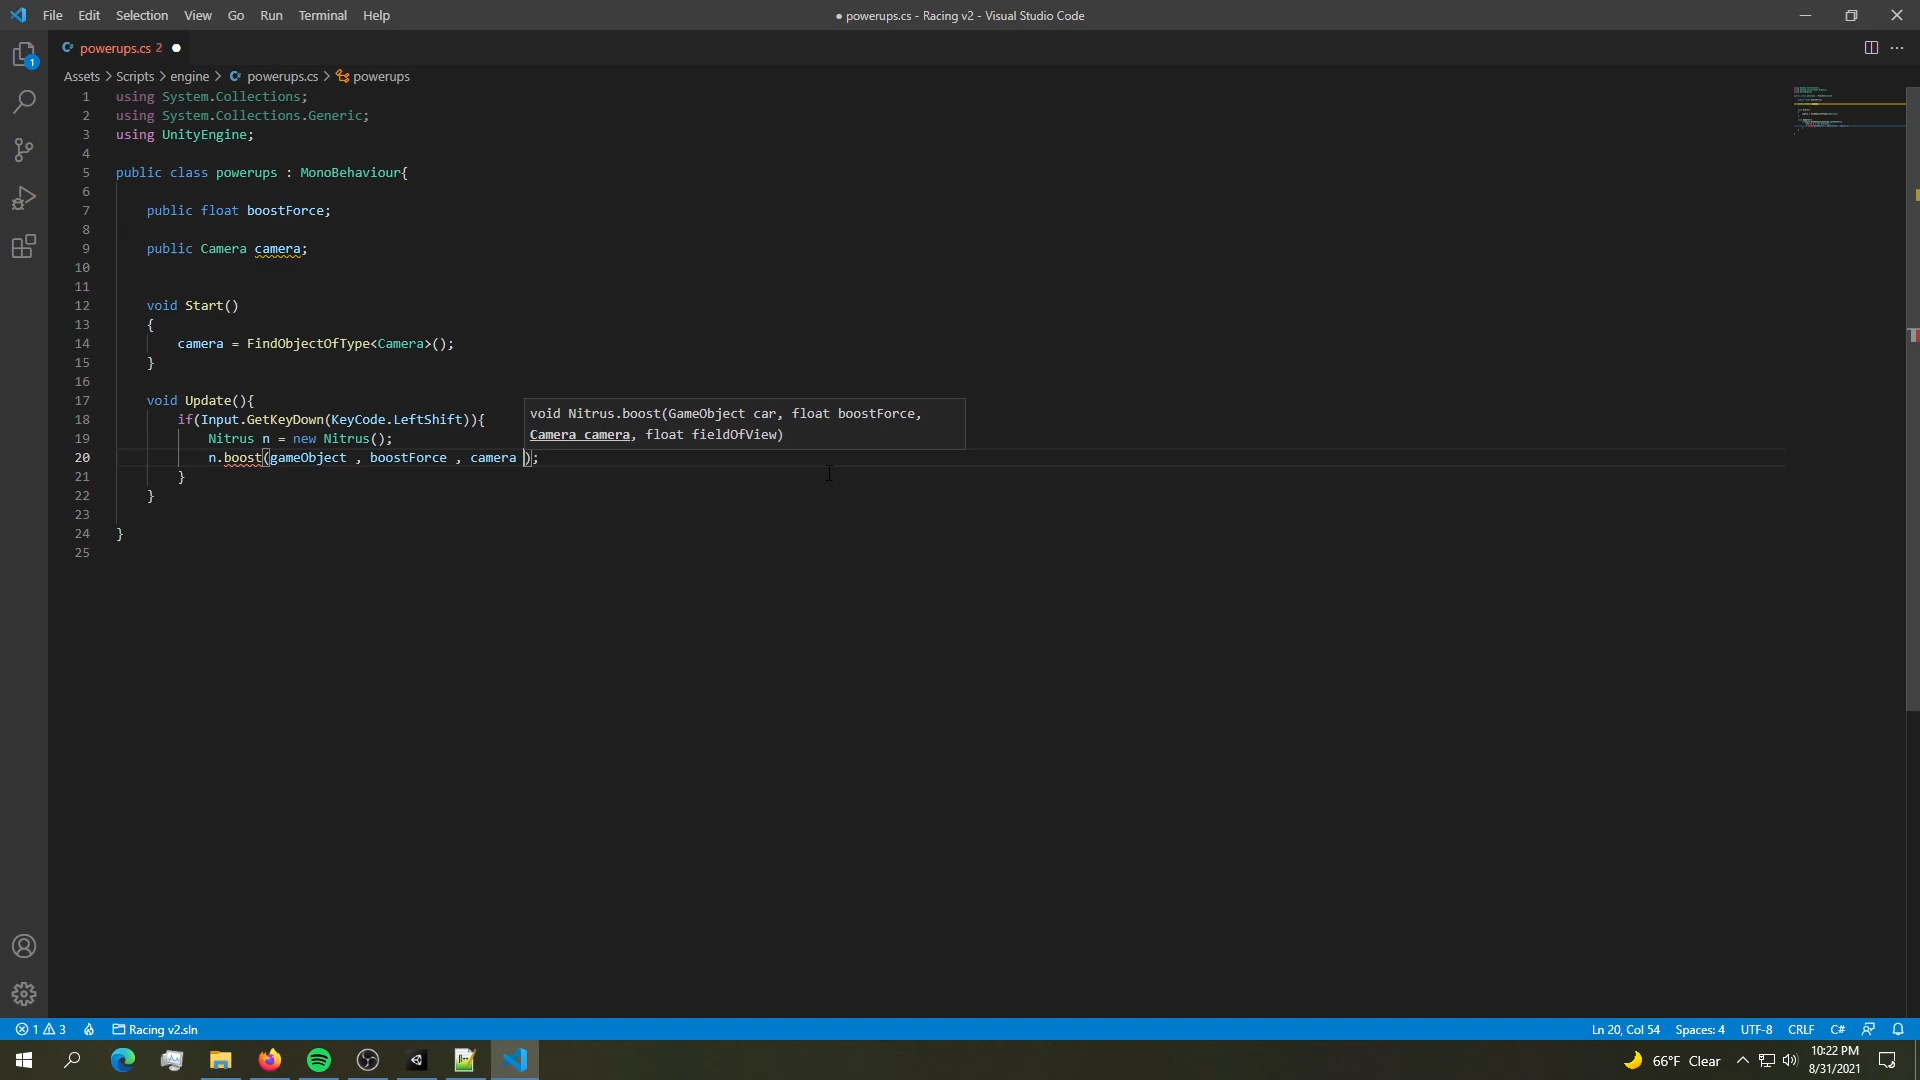 File Edit Selection View Go Run Terminal Help
● powerups.cs - Racing v2 - Visual Studio Code
powerups.cs 2
Assets > Scripts > engine > powerups.cs > powerups
1 using System.Collections;
2 using System.Collections.Generic;
3 using UnityEngine;
4
5 public class powerups : MonoBehaviour{
6
7 public float boostForce;
8
9 public Camera camera;
10
11
12 void Start()
13 {
14 camera = FindObjectOfType<Camera>();
15 }
16
17 void Update(){
18 if(Input.GetKeyDown(KeyCode.LeftShift)){
19 Nitrus n = new Nitrus();
20 n.boost(gameObject , boostForce , camera );
21 }
22 }
23
24 }
25
void Nitrus.boost(GameObject car, float boostForce,
Camera camera, float fieldOfView)
1
1 3 Racing v2.sln
Ln 20, Col 54 Spaces: 4 UTF-8 CRLF C#
66°F Clear
10:22 PM
8/31/2021